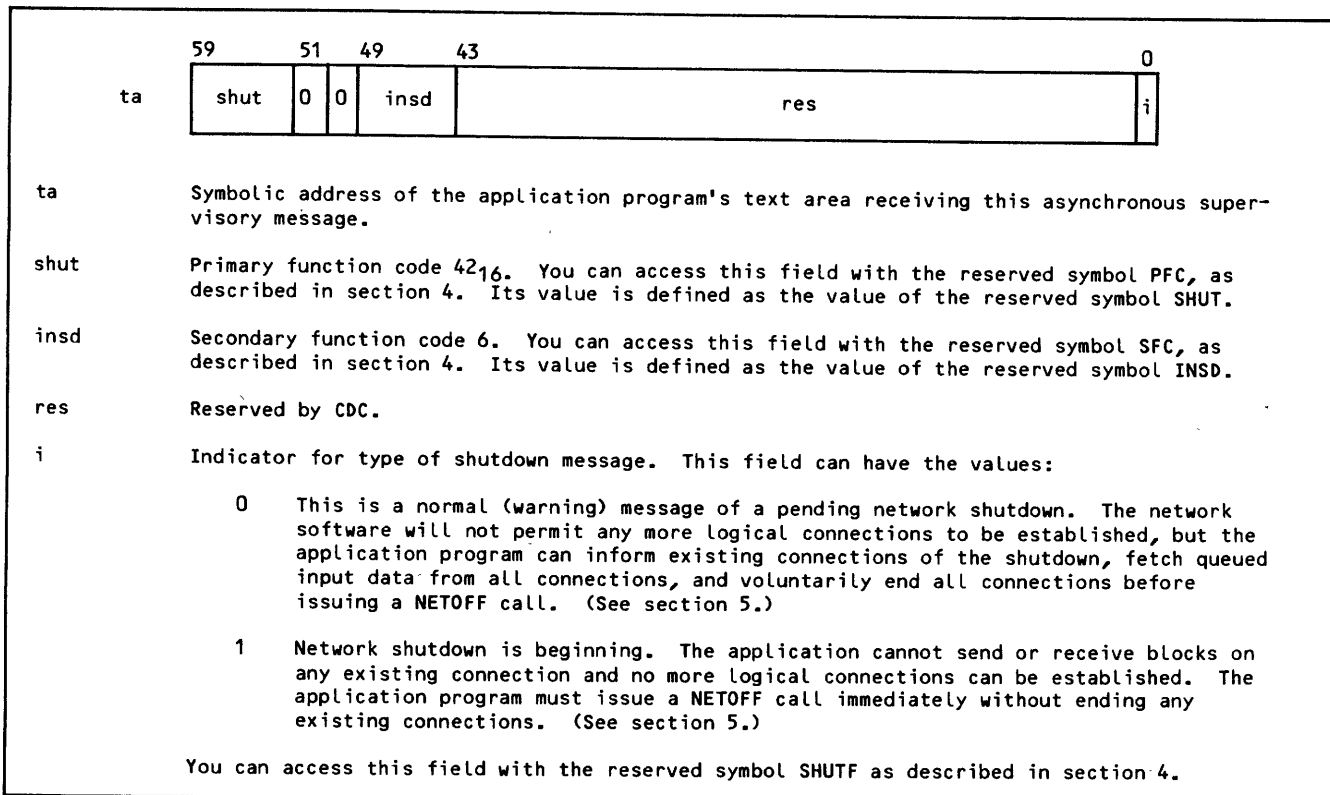 59 51 49 43 0
ta shut 0 0 insd res i
ta Symbolic address of the application program's text area receiving this asynchronous super-
visory message.
shut Primary function code 42₁₆. You can access this field with the reserved symbol PFC, as
described in section 4. Its value is defined as the value of the reserved symbol SHUT.
insd Secondary function code 6. You can access this field with the reserved symbol SFC, as
described in section 4. Its value is defined as the value of the reserved symbol INSD.
res Reserved by CDC.
i Indicator for type of shutdown message. This field can have the values:
0 This is a normal (warning) message of a pending network shutdown. The network
software will not permit any more logical connections to be established, but the
application program can inform existing connections of the shutdown, fetch queued
input data from all connections, and voluntarily end all connections before
issuing a NETOFF call. (See section 5.)
1 Network shutdown is beginning. The application cannot send or receive blocks on
any existing connection and no more logical connections can be established. The
application program must issue a NETOFF call immediately without ending any
existing connections. (See section 5.)
You can access this field with the reserved symbol SHUTF as described in section 4.